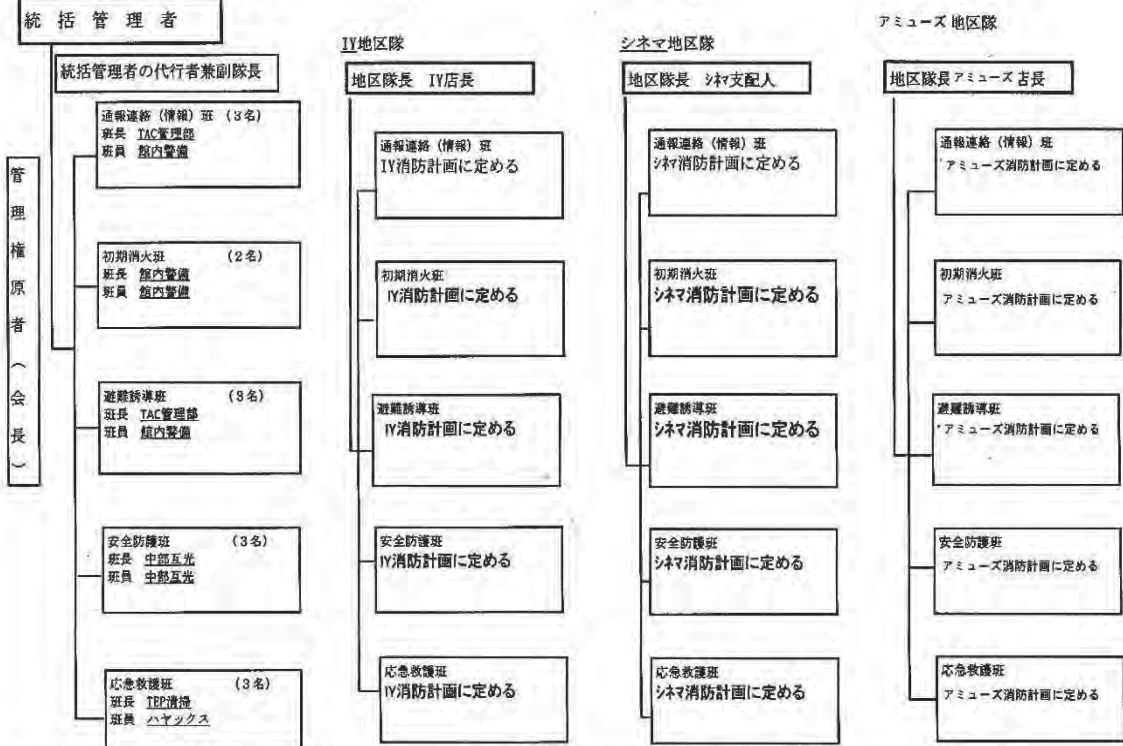 統括管理者
統括管理者の代行者兼副隊長
管理権原者(会長)
通報連絡(情報)班 (3名)
班長 TAC管理部
班員 館内警備
初期消火班 (2名)
班長 館内警備
班員 館内警備
避難誘導班 (3名)
班長 TAC管理部
班員 館内警備
安全防護班 (3名)
班長 中部互光
班員 中部互光
応急救護班 (3名)
班長 TEP清掃
班員 ハヤックス
IY地区隊
地区隊長 IY店長
通報連絡(情報)班
IY消防計画に定める
初期消火班
IY消防計画に定める
避難誘導班
IY消防計画に定める
安全防護班
IY消防計画に定める
応急救護班
IY消防計画に定める
シネマ地区隊
地区隊長 シネマ支配人
通報連絡(情報)班
シネマ消防計画に定める
初期消火班
シネマ消防計画に定める
避難誘導班
シネマ消防計画に定める
安全防護班
シネマ消防計画に定める
応急救護班
シネマ消防計画に定める
アミューズ地区隊
地区隊長アミューズ店長
通報連絡(情報)班
アミューズ消防計画に定める
初期消火班
アミューズ消防計画に定める
避難誘導班
アミューズ消防計画に定める
安全防護班
アミューズ消防計画に定める
応急救護班
アミューズ消防計画に定める